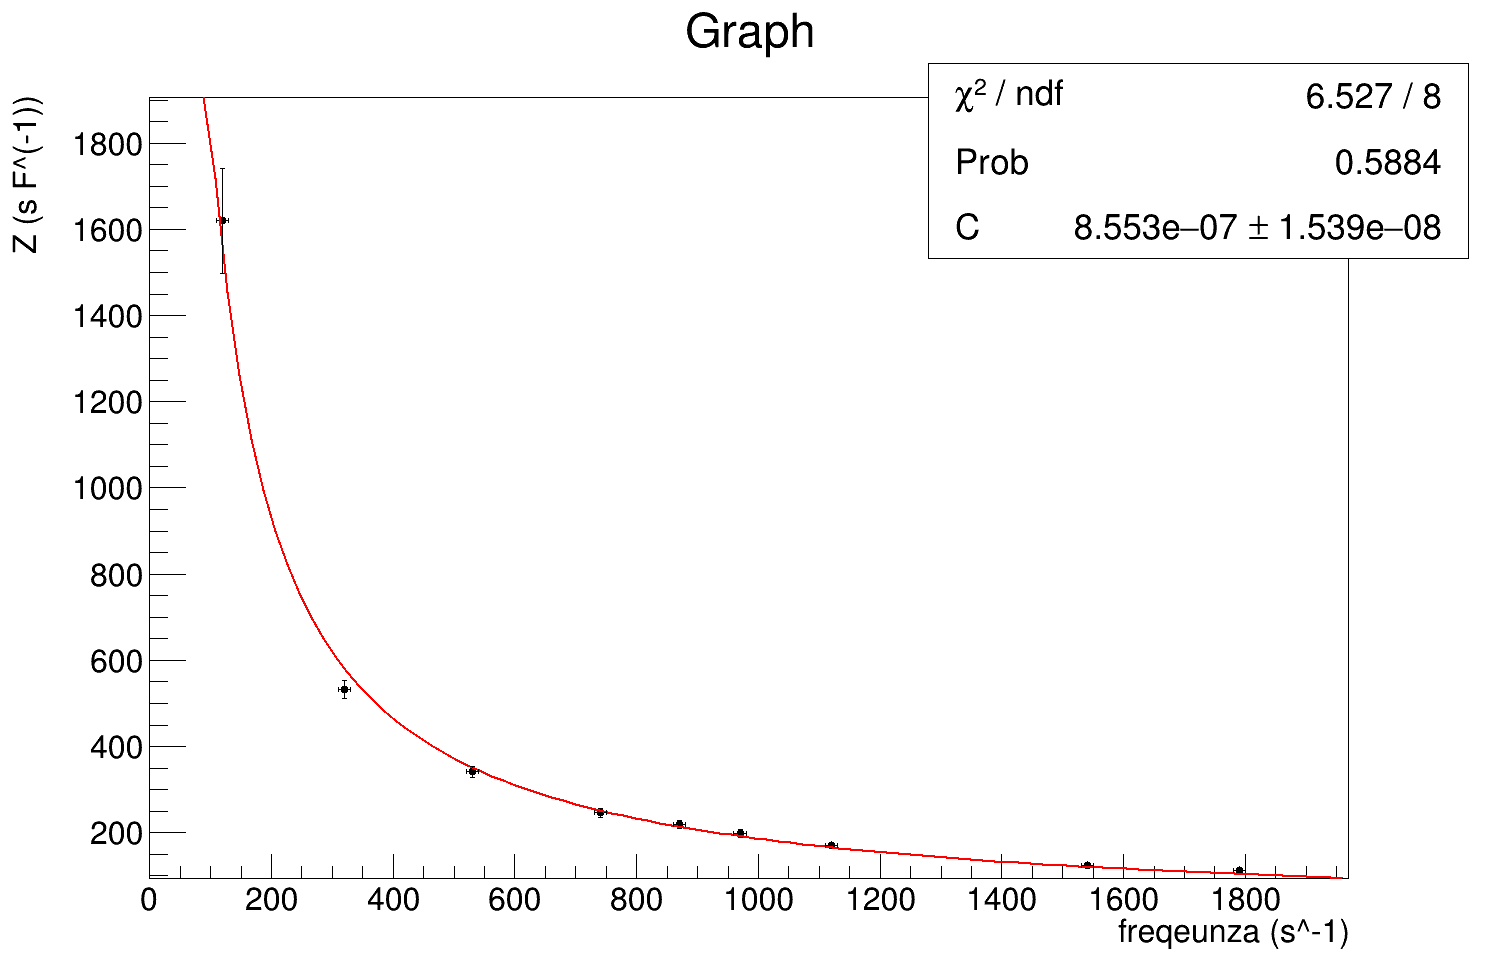 Graph
χ² / ndf 6.527 / 8
Prob 0.5884
C 8.553e−07 ± 1.539e−08
Z (s F^(-1))
1800
1600
1400
1200
1000
800
600
400
200
0 200 400 600 800 1000 1200 1400 1600 1800
freqeunza (s^-1)